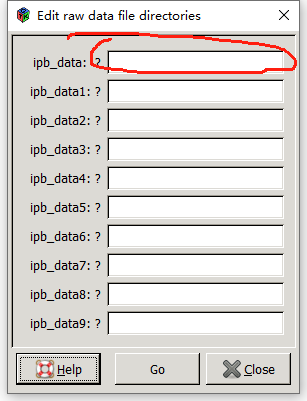 Edit raw data file directories
ipb_data: ?
ipb_data1: ?
ipb_data2: ?
ipb_data3: ?
ipb_data4: ?
ipb_data5: ?
ipb_data6: ?
ipb_data7: ?
ipb_data8: ?
ipb_data9: ?
Help Go Close